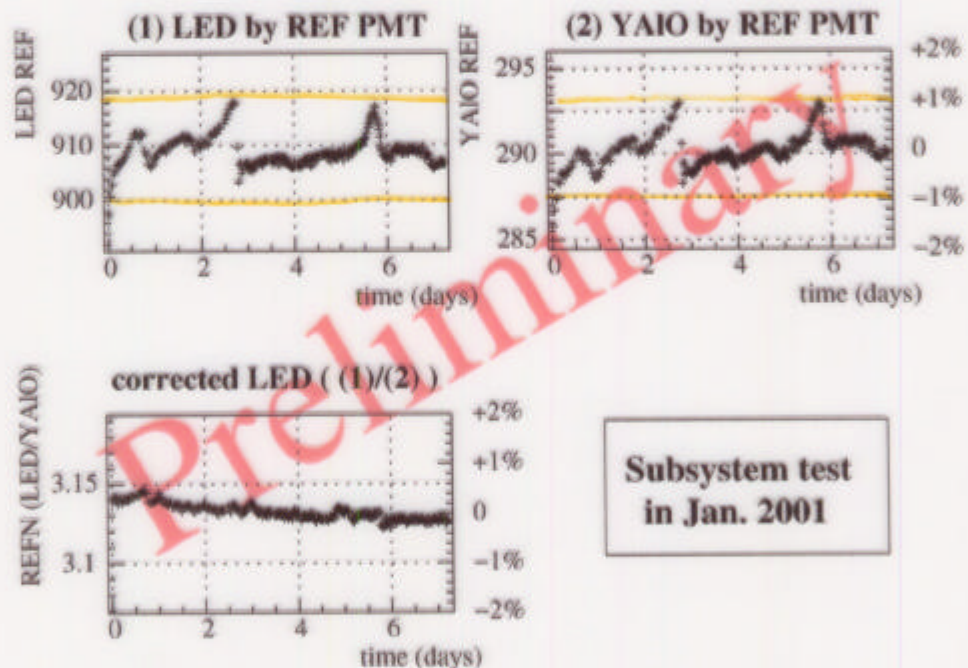 (1) LED by REF PMT
LED REF
920
910
900
0 2 4 6
time (days)
(2) YAlO by REF PMT
YAlO REF
295
290
285
+2%
+1%
0
−1%
−2%
0 2 4 6
time (days)
Preliminary
corrected LED ( (1)/(2) )
REFN (LED/YAlO)
3.15
3.1
+2%
+1%
0
−1%
−2%
0 2 4 6
time (days)
Subsystem test
in Jan. 2001